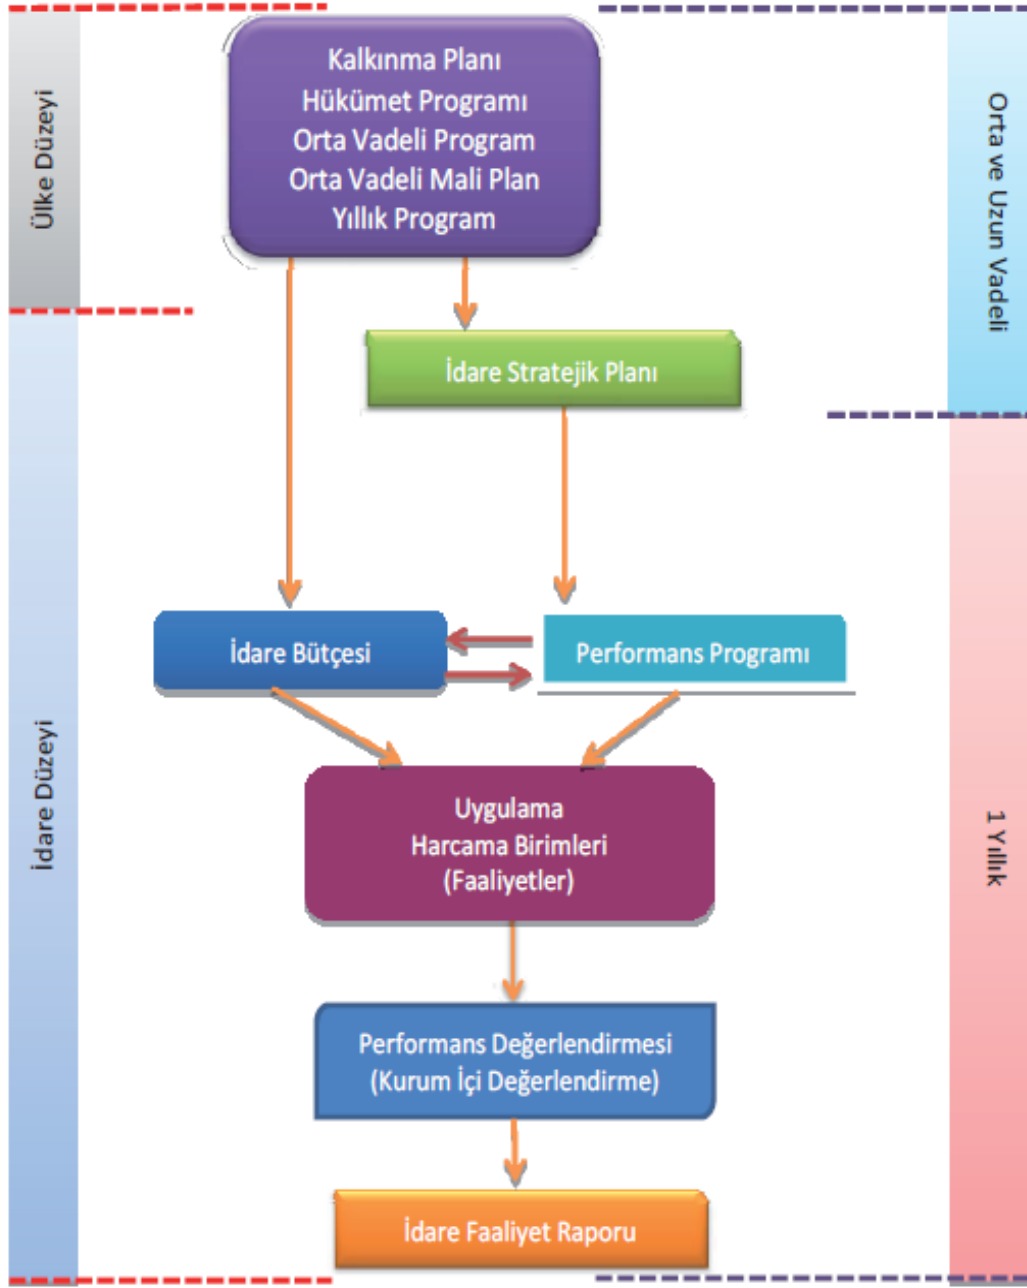 Ülke Düzeyi
Kalkınma Planı
Hükümet Programı
Orta Vadeli Program
Orta Vadeli Mali Plan
Yıllık Program
Orta ve Uzun Vadeli
İdare Stratejik Planı
İdare Düzeyi
İdare Bütçesi
Performans Programı
Uygulama
Harcama Birimleri
(Faaliyetler)
1 Yıllık
Performans Değerlendirmesi
(Kurum İçi Değerlendirme)
İdare Faaliyet Raporu